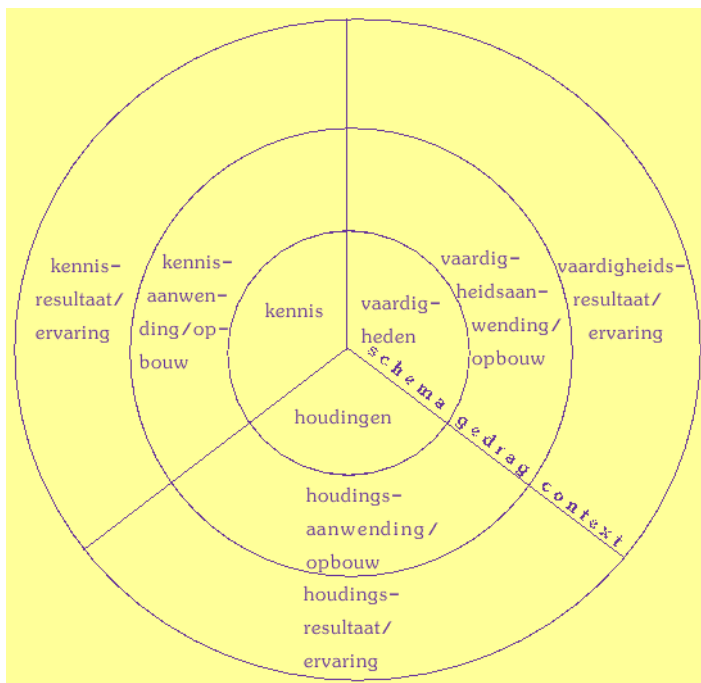 kennis-
resultaat/
ervaring
kennis-
aanwen-
ding/op-
bouw
kennis
vaardig-
heden
vaardig-
heidsaan-
wending/
opbouw
vaardigheids-
resultaat/
ervaring
schema gedrag context
houdingen
houdings-
aanwending/
opbouw
houdings-
resultaat/
ervaring